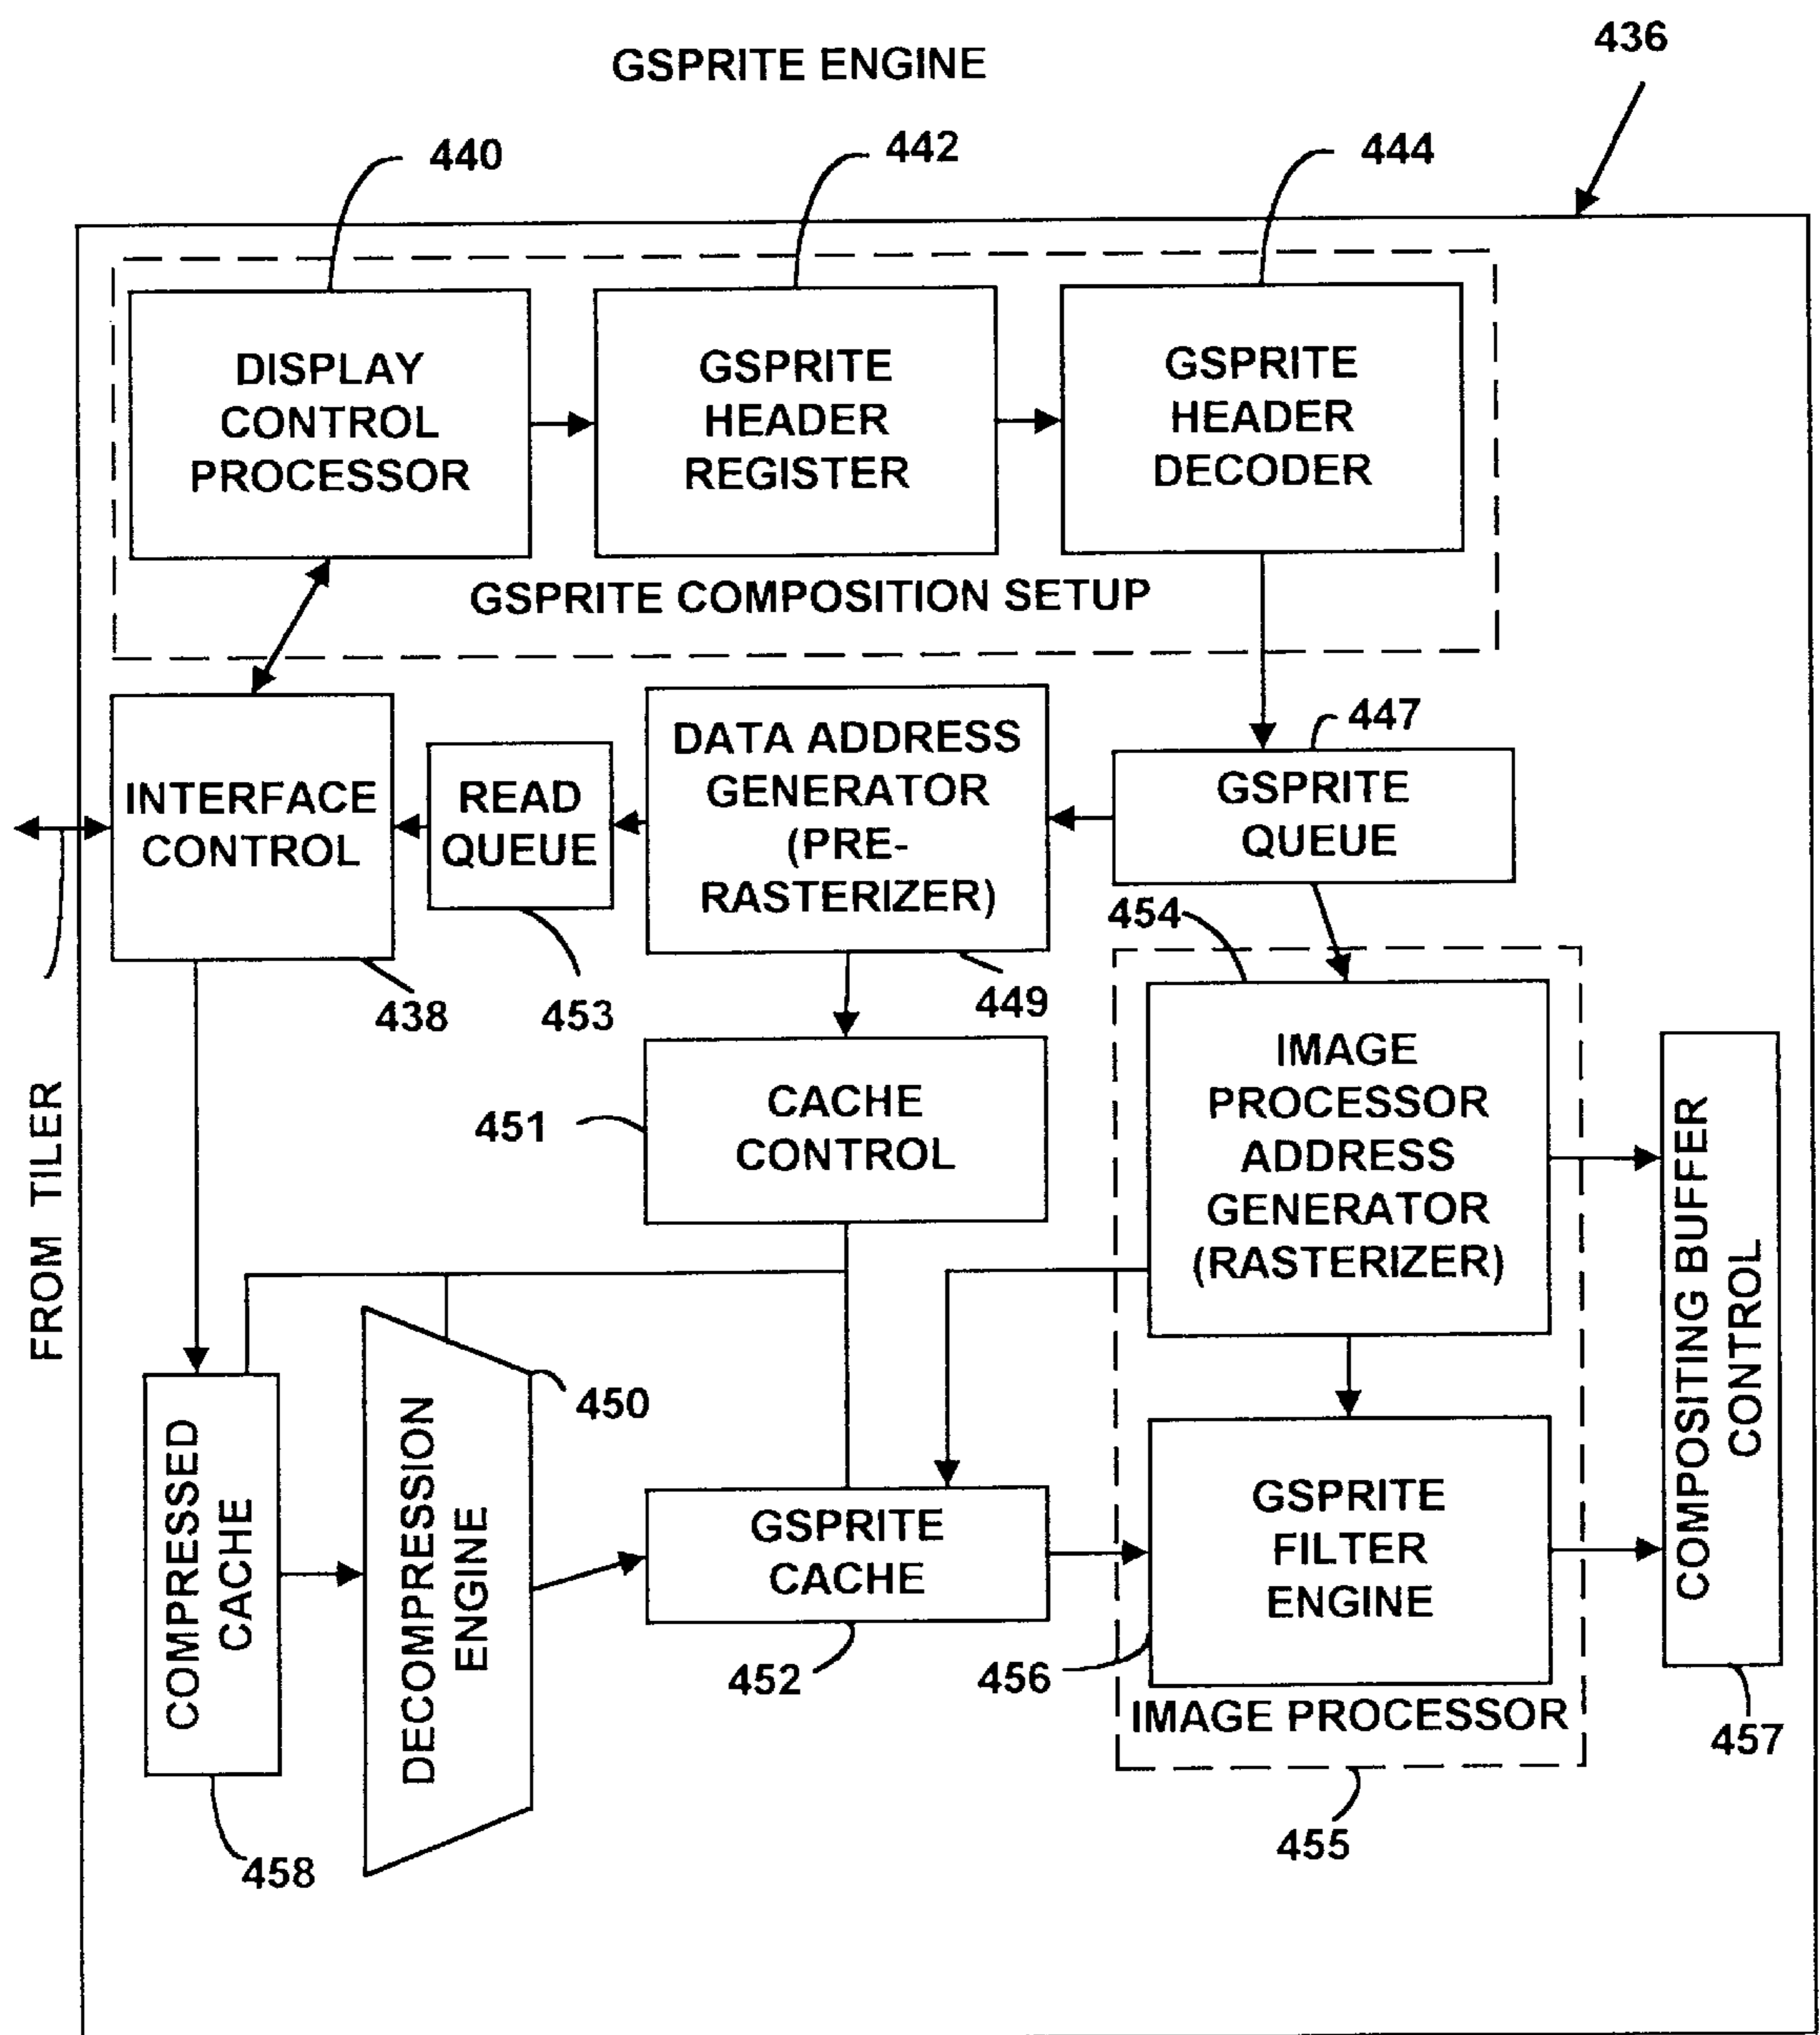 GSPRITE ENGINE
436
440
442
444
DISPLAY
CONTROL
PROCESSOR
GSPRITE
HEADER
REGISTER
GSPRITE
HEADER
DECODER
GSPRITE COMPOSITION SETUP
INTERFACE
CONTROL
READ
QUEUE
DATA ADDRESS
GENERATOR
(PRE-
RASTERIZER)
447
GSPRITE
QUEUE
438
453
449
454
FROM TILER
451
CACHE
CONTROL
IMAGE
PROCESSOR
ADDRESS
GENERATOR
(RASTERIZER)
COMPOSITING BUFFER
CONTROL
COMPRESSED
CACHE
450
DECOMPRESSION
ENGINE
GSPRITE
CACHE
452
GSPRITE
FILTER
ENGINE
456
IMAGE PROCESSOR
457
458
455